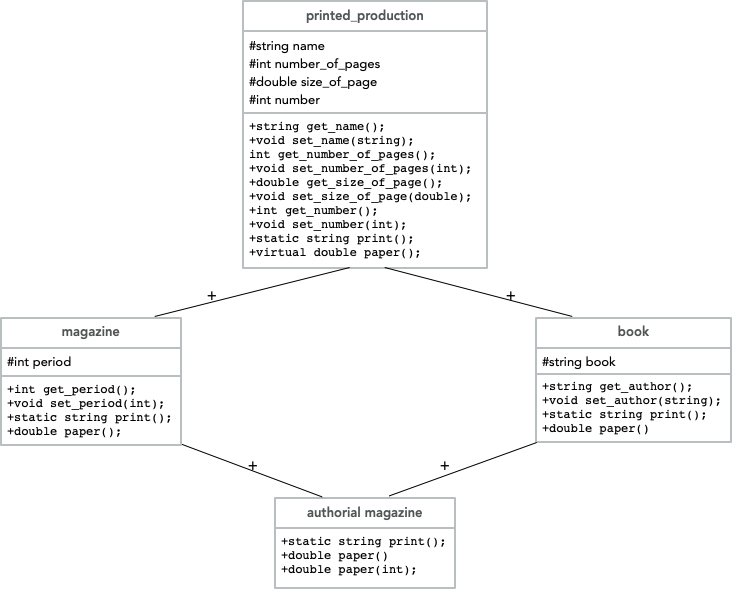 printed_production
#string name
#int number_of_pages
#double size_of_page
#int number
+string get_name();
+void set_name(string);
int get_number_of_pages();
+void set_number_of_pages(int);
+double get_size_of_page();
+void set_size_of_page(double);
+int get_number();
+void set_number(int);
+static string print();
+virtual double paper();
+
+
magazine
#int period
+int get_period();
+void set_period(int);
+static string print();
+double paper();
book
#string book
+string get_author();
+void set_author(string);
+static string print();
+double paper()
+
+
authorial magazine
+static string print();
+double paper()
+double paper(int);